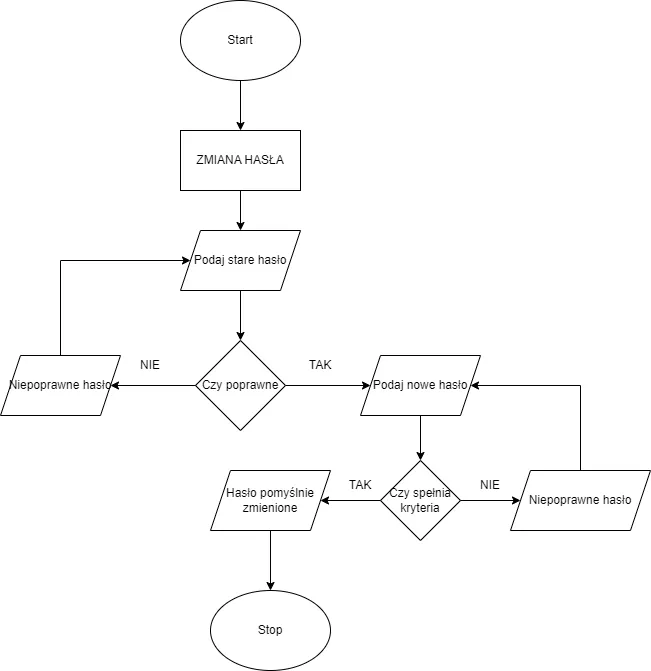 Start
ZMIANA HASŁA
Podaj stare hasło
NIE
TAK
Niepoprawne hasło
Czy poprawne
Podaj nowe hasło
TAK
NIE
Hasło pomyślnie
zmienione
Czy spełnia
kryteria
Niepoprawne hasło
Stop